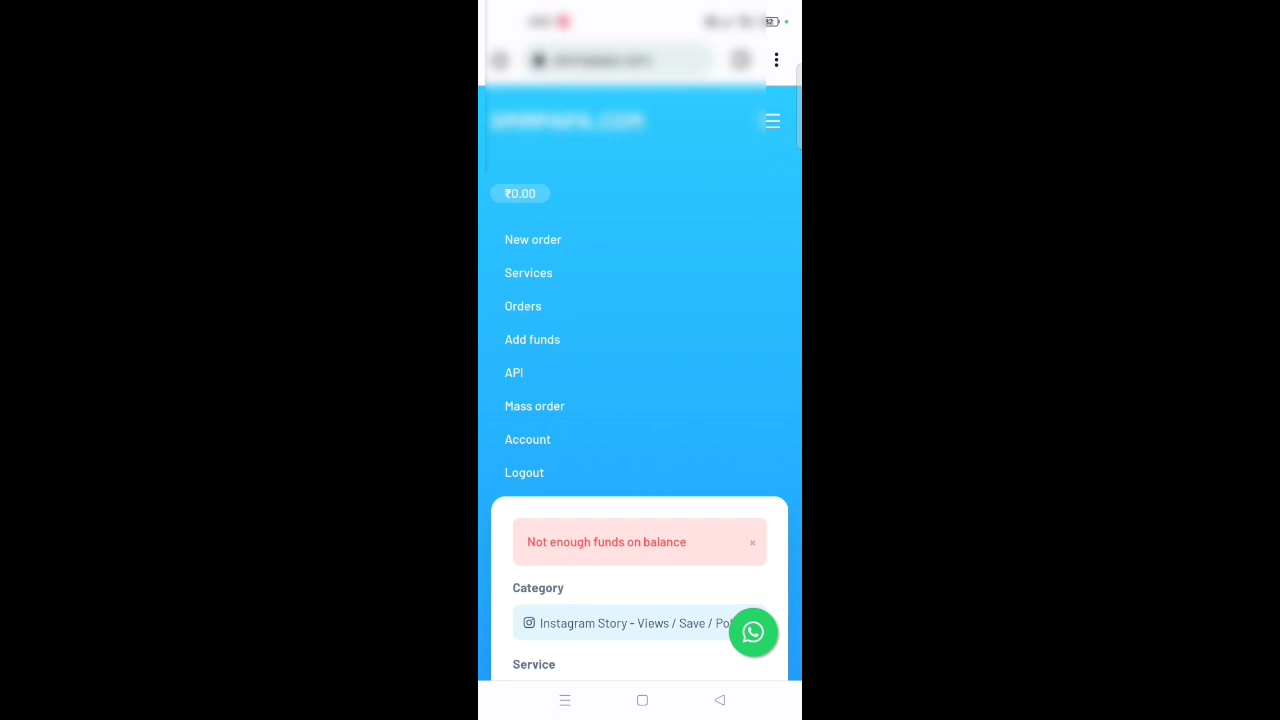 ₹0.00
New order
Services
Orders
Add funds
API
Mass order
Account
Logout
Not enough funds on balance
×
Category
Instagram Story - Views / Save /
Service